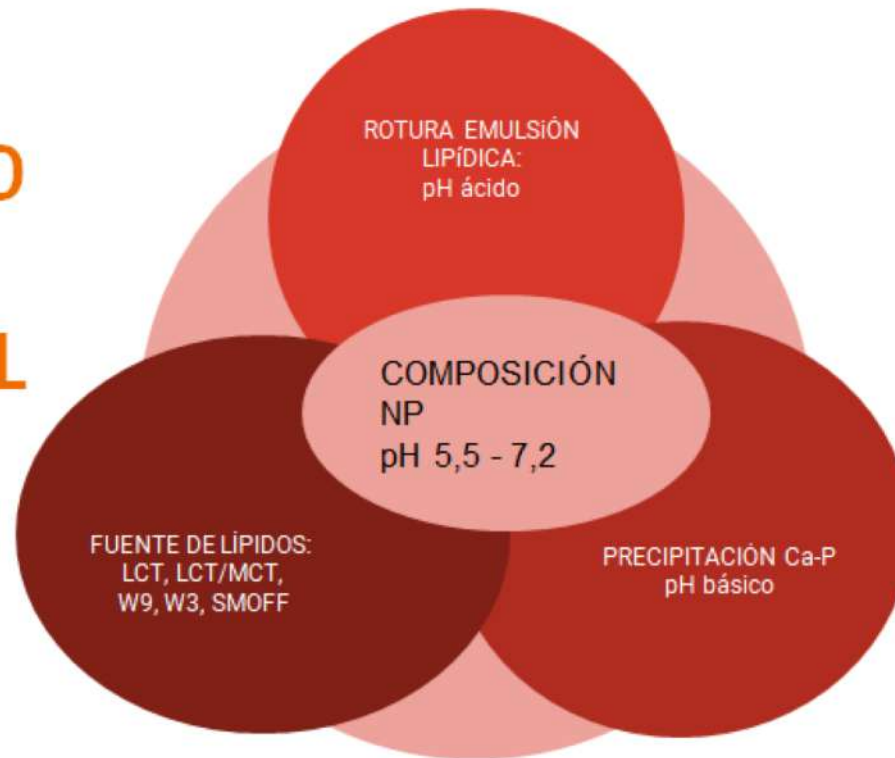 O
L
ROTURA EMULSiÓN
LIPíDICA:
pH ácido
COMPOSICIÓN
NP
pH 5,5 - 7,2
FUENTE DE LÍPIDOS:
LCT, LCT/MCT,
W9, W3, SMOFF
PRECIPITACIÓN Ca-P
pH básico